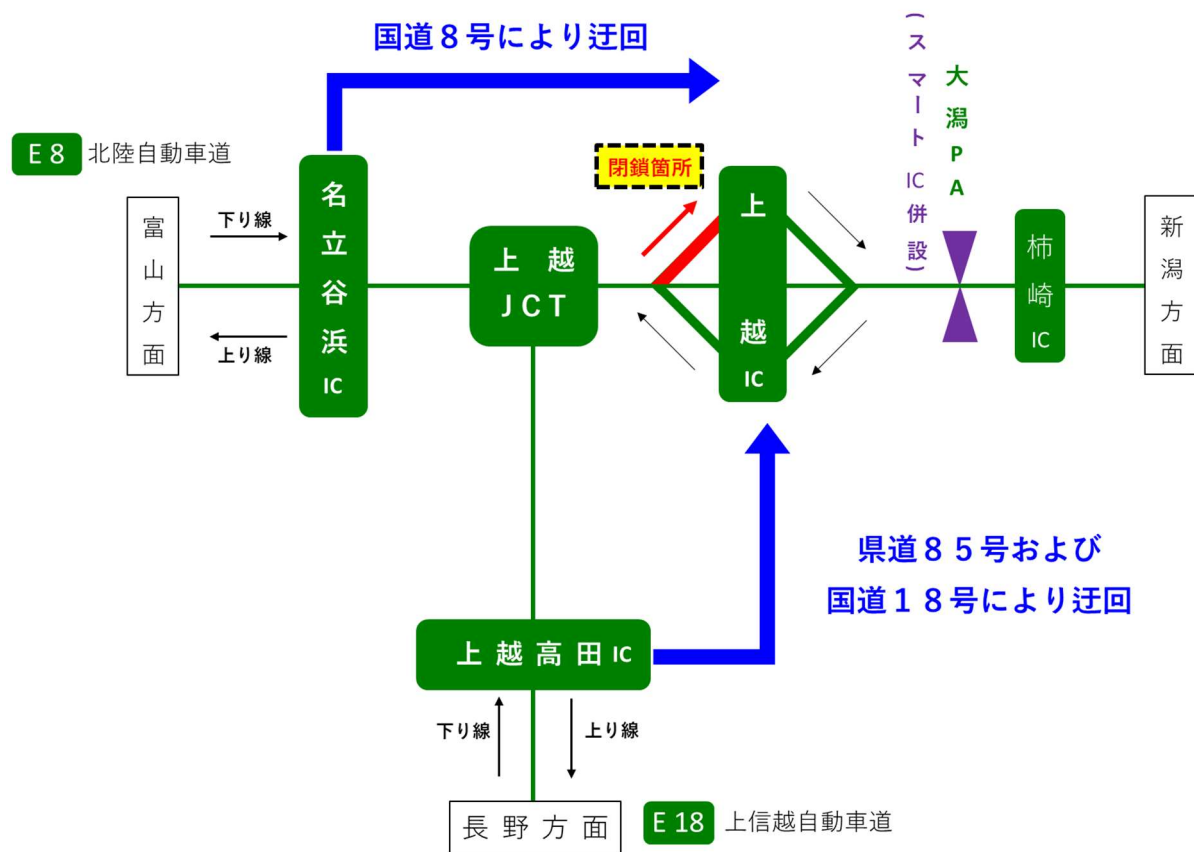 国道８号により迂回
(スマートIC併設)
大潟PA
E 8 北陸自動車道
閉鎖箇所
富山方面
下り線
上り線
名立谷浜IC
上越
JCT
上越IC
柿崎IC
新潟方面
県道８５号および
国道１８号により迂回
上越高田IC
下り線
上り線
長野方面
E 18 上信越自動車道